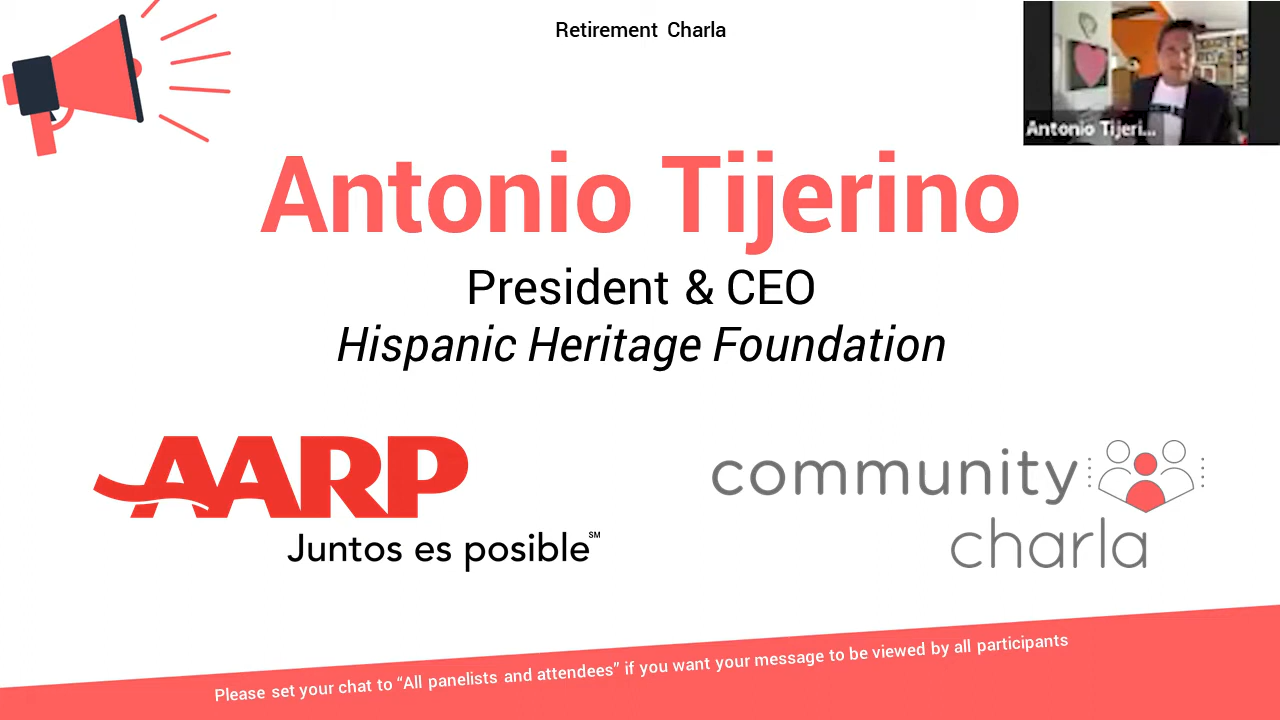 Retirement Charla
Antonio Tijeri...
Antonio Tijerino
President & CEO
Hispanic Heritage Foundation
AARP
Juntos es posible℠
community
charla
Please set your chat to “All panelists and attendees” if you want your message to be viewed by all participants